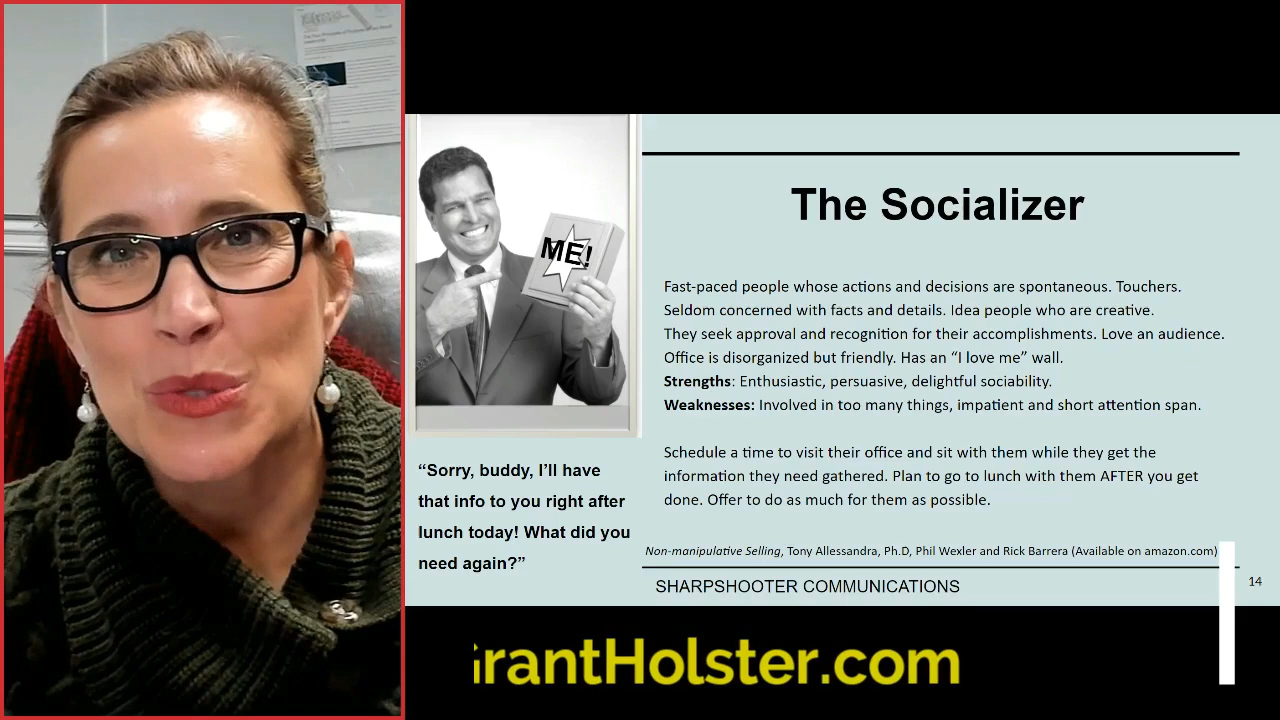 The Socializer
ME!
Fast-paced people whose actions and decisions are spontaneous. Touchers.
Seldom concerned with facts and details. Idea people who are creative.
They seek approval and recognition for their accomplishments. Love an audience.
Office is disorganized but friendly. Has an “I love me” wall.
Strengths: Enthusiastic, persuasive, delightful sociability.
Weaknesses: Involved in too many things, impatient and short attention span.
Schedule a time to visit their office and sit with them while they get the
information they need gathered. Plan to go to lunch with them AFTER you get
done. Offer to do as much for them as possible.
“Sorry, buddy, I’ll have
that info to you right after
lunch today! What did you
need again?”
Non-manipulative Selling, Tony Allessandra, Ph.D, Phil Wexler and Rick Barrera (Available on amazon.com)
SHARPSHOOTER COMMUNICATIONS
14
rantHolster.com